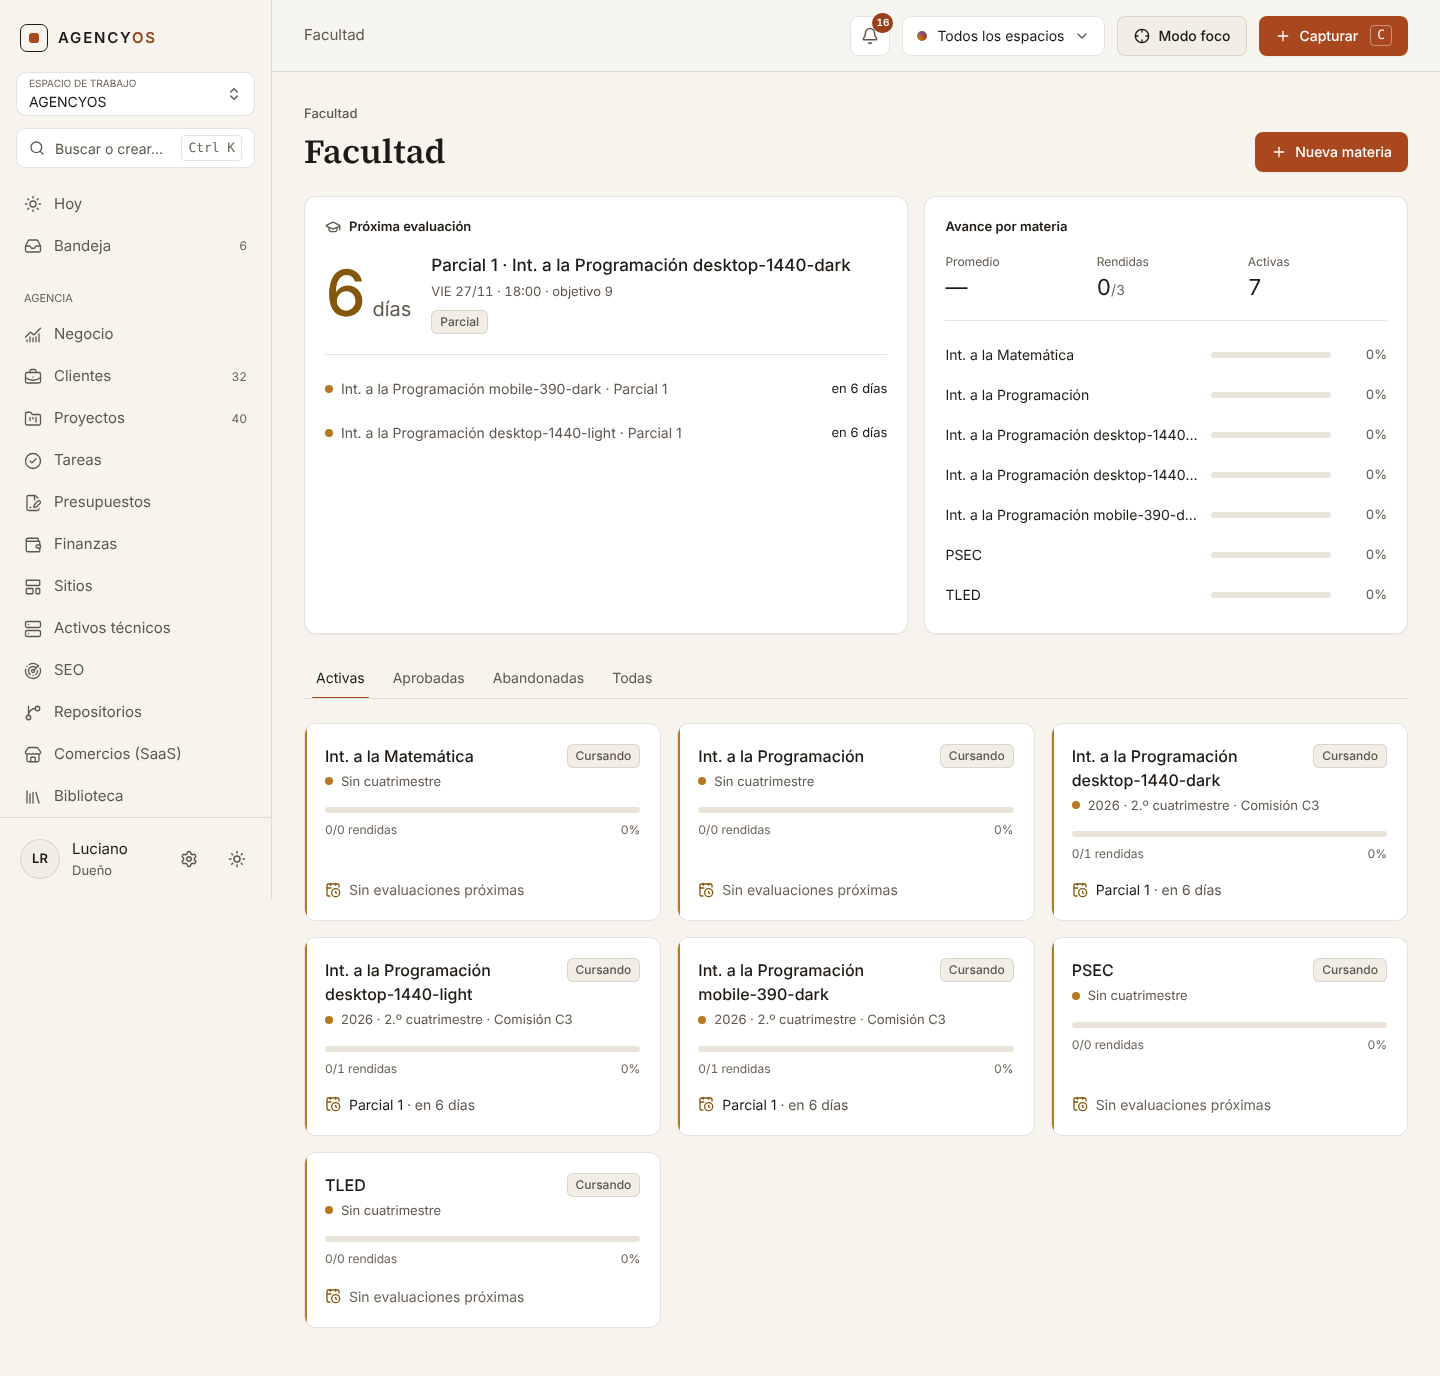 AGENCYOS
ESPACIO DE TRABAJO
AGENCYOS
Buscar o crear... Ctrl K
Hoy
Bandeja 6
AGENCIA
Negocio
Clientes 32
Proyectos 40
Tareas
Presupuestos
Finanzas
Sitios
Activos técnicos
SEO
Repositorios
Comercios (SaaS)
Biblioteca
LR
Luciano
Dueño
Facultad
16
Todos los espacios
Modo foco
Capturar C
Facultad
Facultad
Nueva materia
Próxima evaluación
6 días
Parcial 1 · Int. a la Programación desktop-1440-dark
VIE 27/11 · 18:00 · objetivo 9
Parcial
Int. a la Programación mobile-390-dark · Parcial 1 en 6 días
Int. a la Programación desktop-1440-light · Parcial 1 en 6 días
Avance por materia
Promedio Rendidas Activas
— 0/3 7
Int. a la Matemática 0%
Int. a la Programación 0%
Int. a la Programación desktop-1440... 0%
Int. a la Programación desktop-1440... 0%
Int. a la Programación mobile-390-d... 0%
PSEC 0%
TLED 0%
Activas Aprobadas Abandonadas Todas
Int. a la Matemática Cursando
Sin cuatrimestre
0/0 rendidas 0%
Sin evaluaciones próximas
Int. a la Programación Cursando
Sin cuatrimestre
0/0 rendidas 0%
Sin evaluaciones próximas
Int. a la Programación Cursando
desktop-1440-dark
2026 · 2.º cuatrimestre · Comisión C3
0/1 rendidas 0%
Parcial 1 · en 6 días
Int. a la Programación Cursando
desktop-1440-light
2026 · 2.º cuatrimestre · Comisión C3
0/1 rendidas 0%
Parcial 1 · en 6 días
Int. a la Programación Cursando
mobile-390-dark
2026 · 2.º cuatrimestre · Comisión C3
0/1 rendidas 0%
Parcial 1 · en 6 días
PSEC Cursando
Sin cuatrimestre
0/0 rendidas 0%
Sin evaluaciones próximas
TLED Cursando
Sin cuatrimestre
0/0 rendidas 0%
Sin evaluaciones próximas